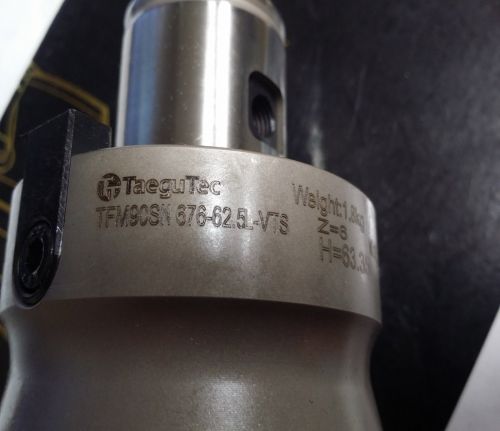 TaeguTec
TFM90SN 676-62.5L-VTS
Weight:1.8kg
Z=6
H=63.3